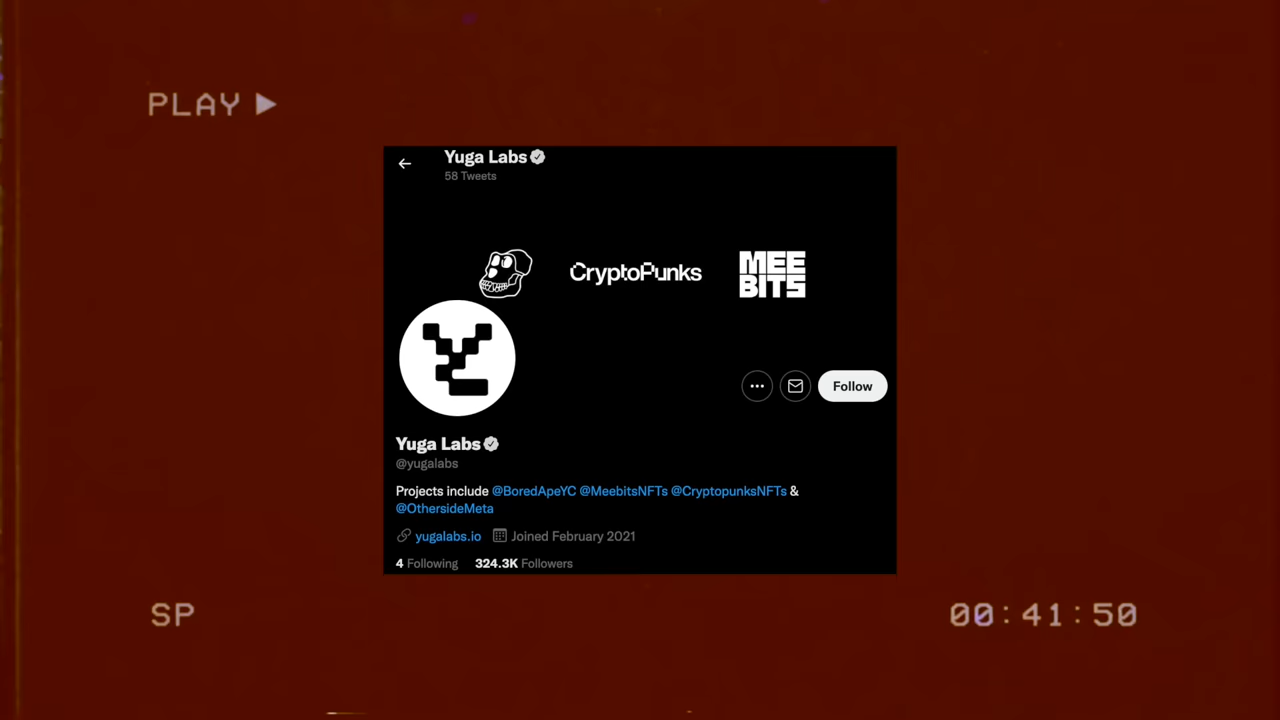 PLAY
Yuga Labs
58 Tweets
CryptoPunks
MEE
BITS
Follow
Yuga Labs
@yugalabs
Projects include @BoredApeYC @MeebitsNFTs @CryptopunksNFTs &
@OthersideMeta
yugalabs.io Joined February 2021
4 Following 324.3K Followers
SP 00:41:50